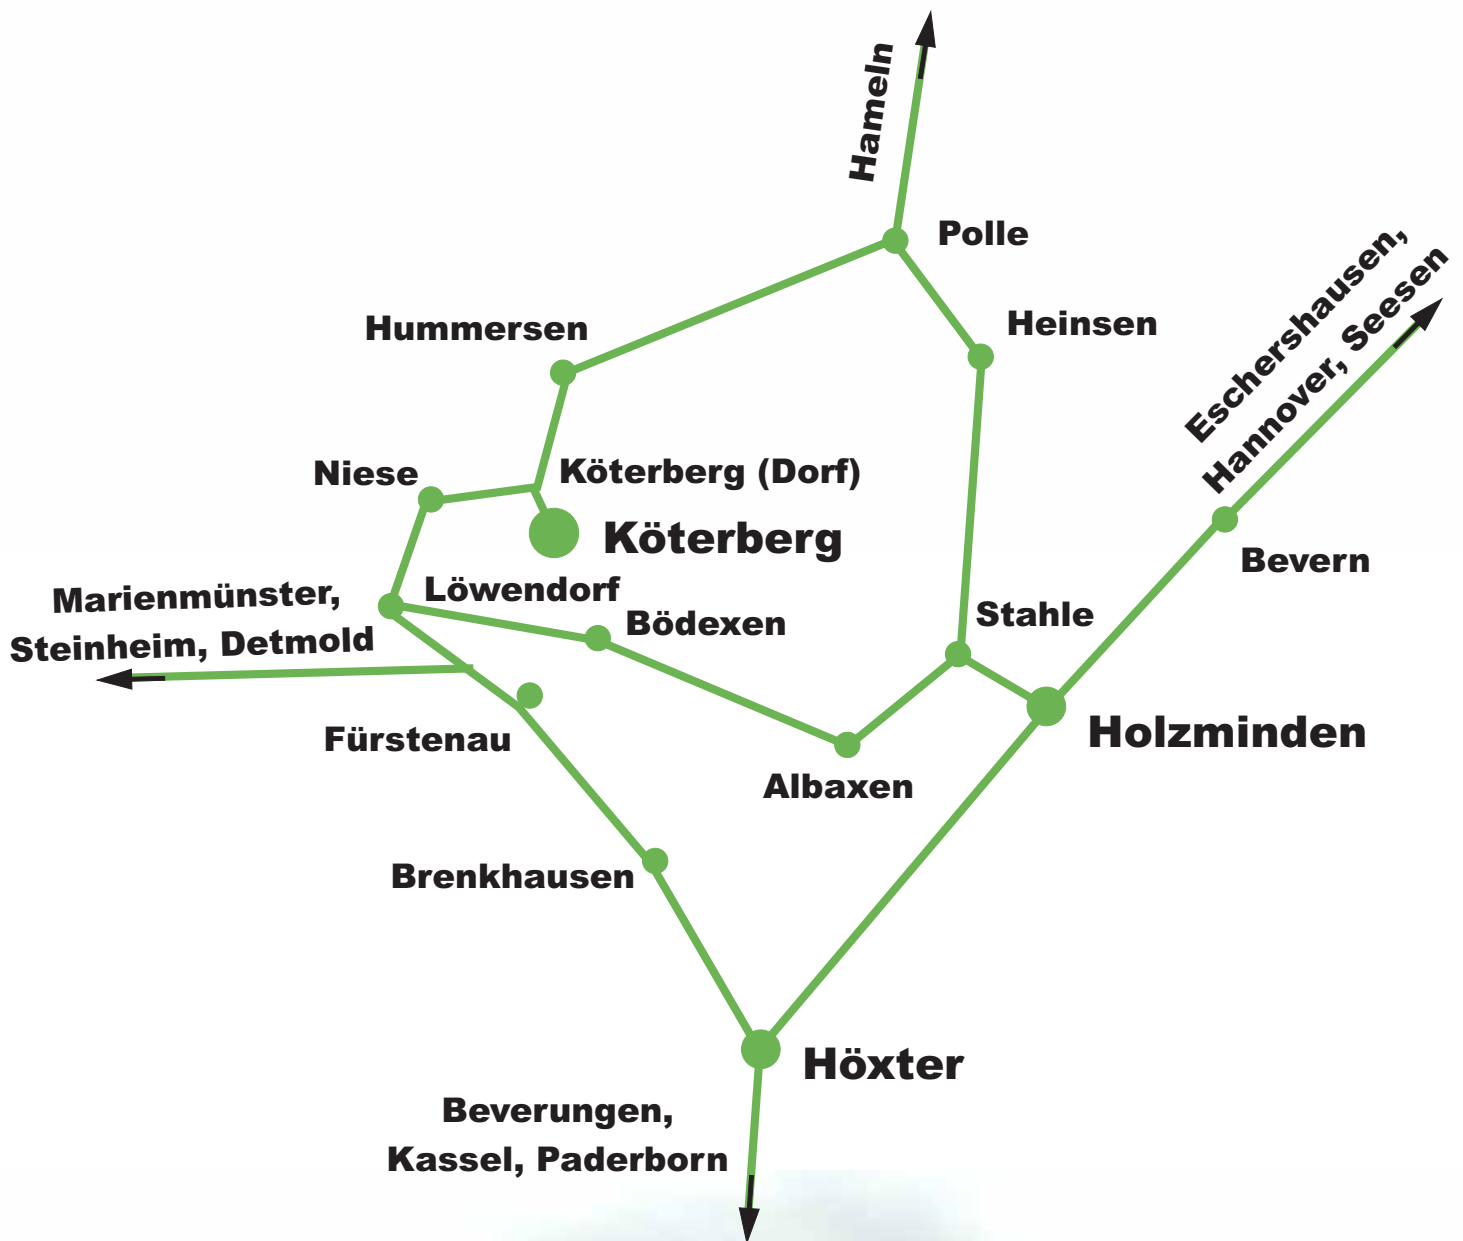 Hameln
Polle
Eschershausen,
Hannover, Seesen
Heinsen
Hummersen
Niese
Köterberg (Dorf)
Köterberg
Bevern
Marienmünster,
Steinheim, Detmold
Löwendorf
Bödexen
Stahle
Fürstenau
Holzminden
Albaxen
Brenkhausen
Höxter
Beverungen,
Kassel, Paderborn